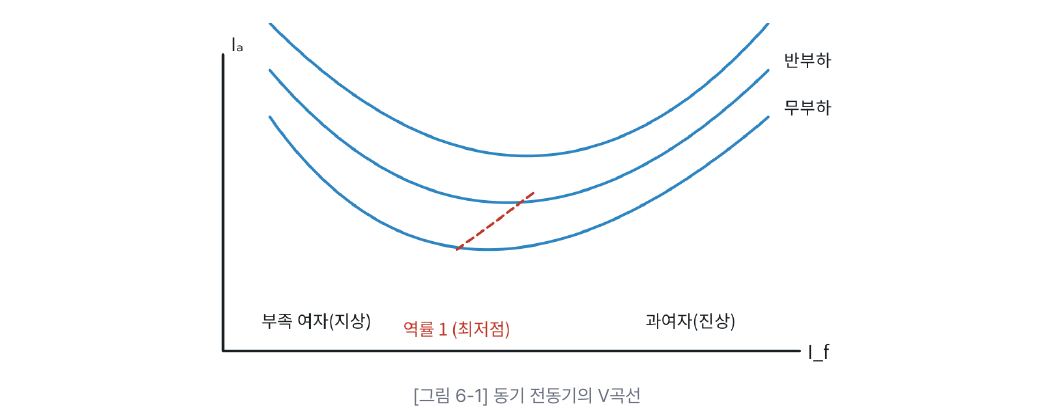 Iₐ
반부하
무부하
부족 여자(지상)
역률 1 (최저점)
과여자(진상)
I_f
[그림 6-1] 동기 전동기의 V곡선